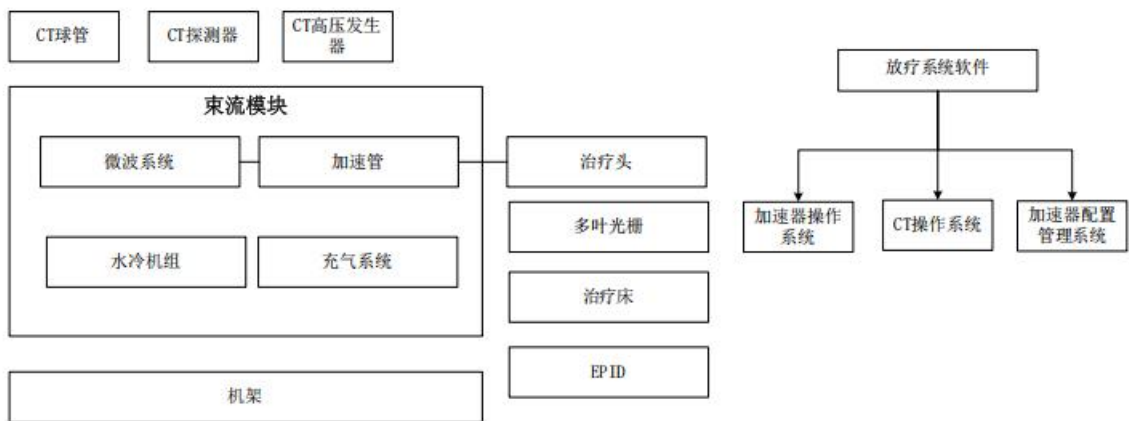 CT球管
CT探测器
CT高压发生
器
束流模块
微波系统
加速管
水冷机组
充气系统
机架
治疗头
多叶光栅
治疗床
EPID
放疗系统软件
加速器操作
系统
CT操作系统
加速器配置
管理系统